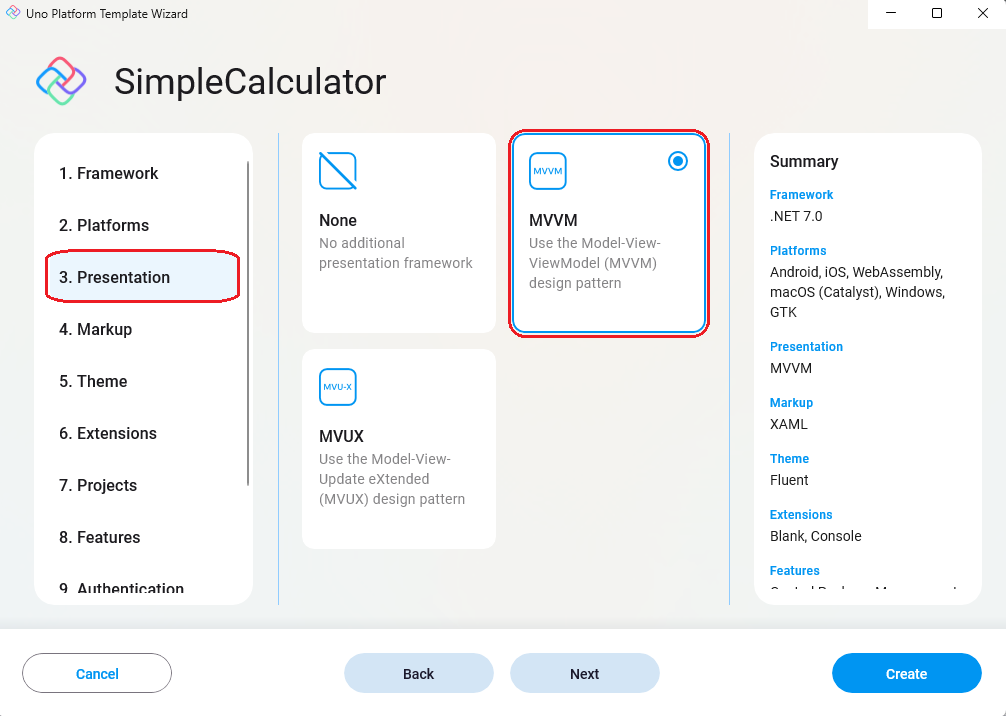 Uno Platform Template Wizard
SimpleCalculator
1. Framework
2. Platforms
3. Presentation
4. Markup
5. Theme
6. Extensions
7. Projects
8. Features
9. Authentication
None
No additional
presentation framework
MVVM
MVVM
Use the Model-View-
ViewModel (MVVM)
design pattern
MVU-X
MVUX
Use the Model-View-
Update eXtended
(MVUX) design pattern
Summary
Framework
.NET 7.0
Platforms
Android, iOS, WebAssembly,
macOS (Catalyst), Windows,
GTK
Presentation
MVVM
Markup
XAML
Theme
Fluent
Extensions
Blank, Console
Features
Cancel
Back
Next
Create